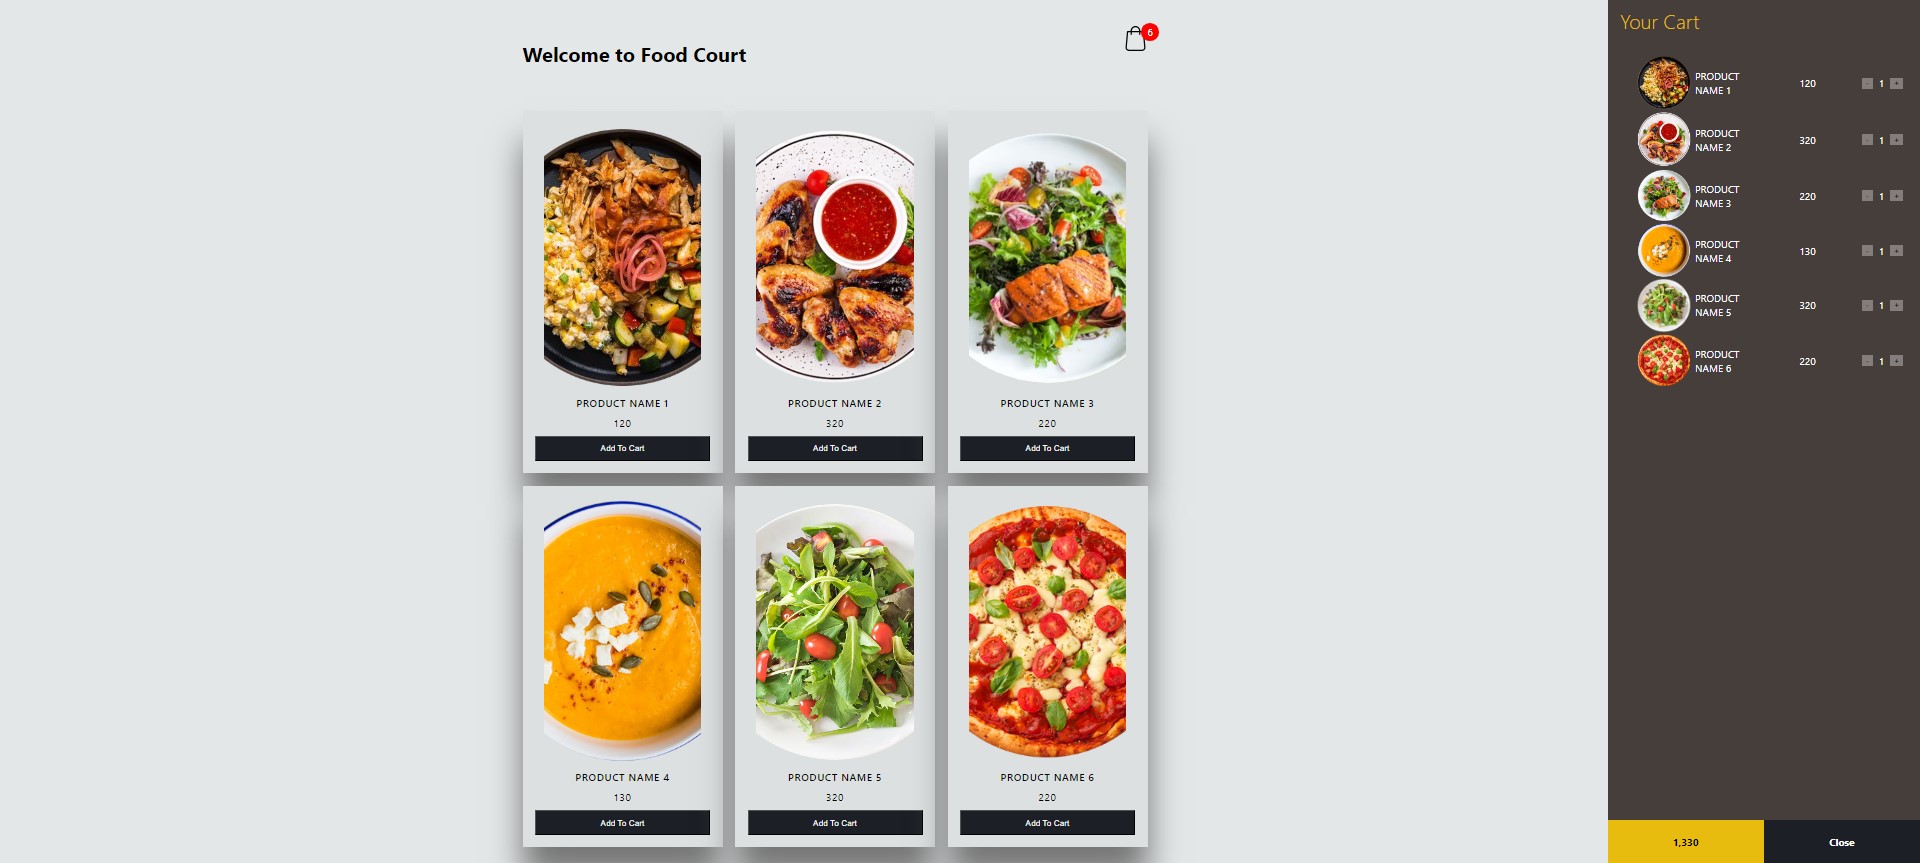 Welcome to Food Court
6
PRODUCT NAME 1
120
Add To Cart
PRODUCT NAME 2
320
Add To Cart
PRODUCT NAME 3
220
Add To Cart
PRODUCT NAME 4
130
Add To Cart
PRODUCT NAME 5
320
Add To Cart
PRODUCT NAME 6
220
Add To Cart
Your Cart
PRODUCT
NAME 1
120
- 1 +
PRODUCT
NAME 2
320
- 1 +
PRODUCT
NAME 3
220
- 1 +
PRODUCT
NAME 4
130
- 1 +
PRODUCT
NAME 5
320
- 1 +
PRODUCT
NAME 6
220
- 1 +
1,330
Close